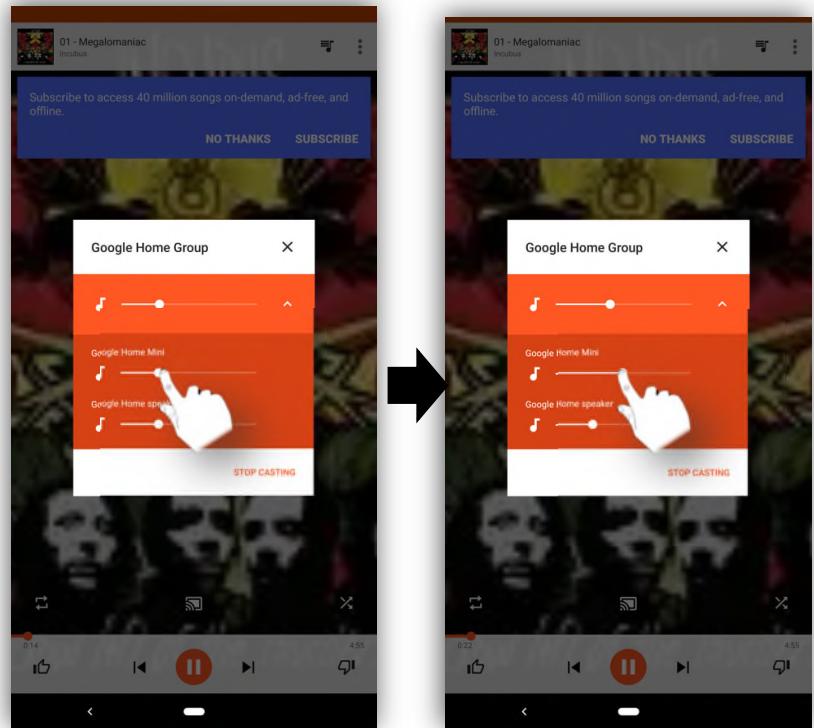 01 - Megalomaniac
Incubus
Subscribe to access 40 million songs on-demand, ad-free, and
offline.
NO THANKS SUBSCRIBE
Google Home Group
Google Home Mini
Google Home spea
STOP CASTING
0:14 4:55
01 - Megalomaniac
Incubus
Subscribe to access 40 million songs on-demand, ad-free, and
offline.
NO THANKS SUBSCRIBE
Google Home Group
Google Home Mini
Google Home speaker
STOP CASTING
0:22 4:55